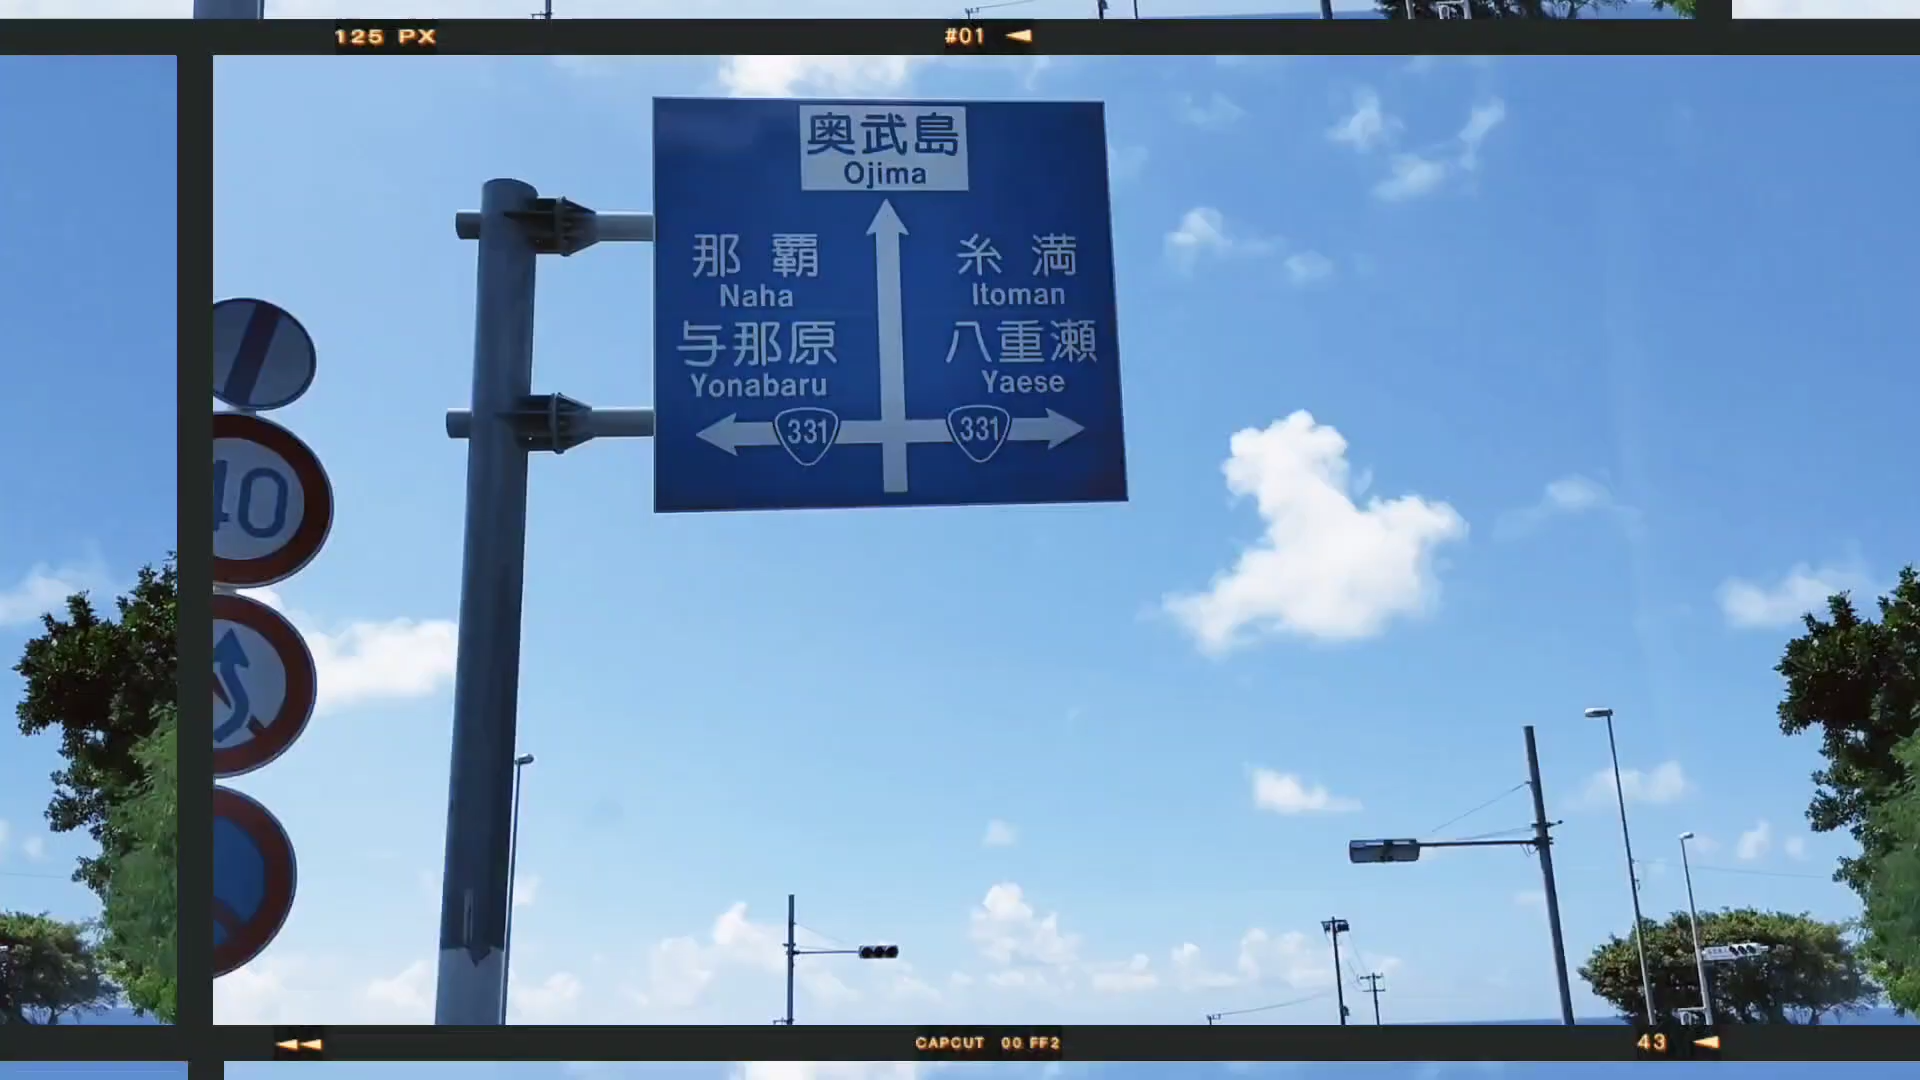 125 PX
#01
奥武島
Ojima
那覇
Naha
糸満
Itoman
与那原
Yonabaru
八重瀬
Yaese
331
331
40
CAPCUT 00 FF2
43